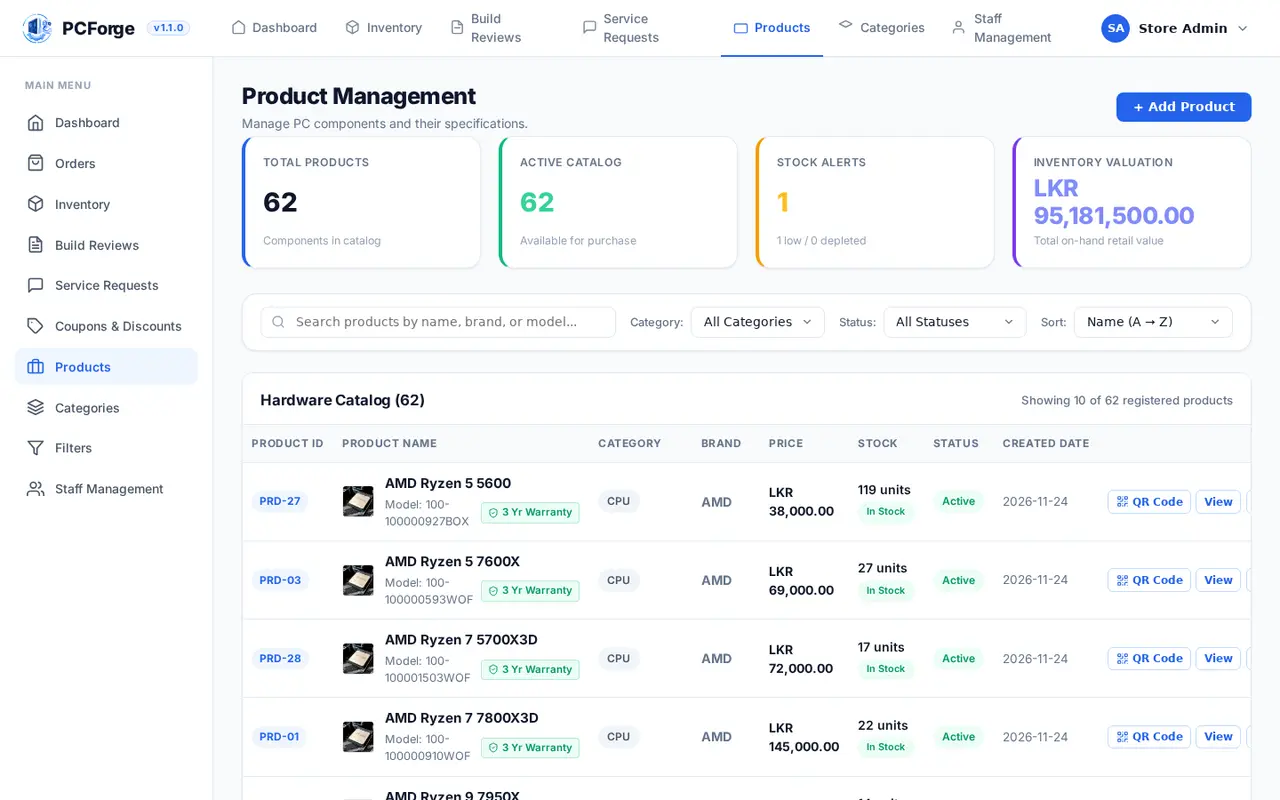 PCForge v1.1.0
Dashboard
Inventory
Build
Reviews
Service
Requests
Products
Categories
Staff
Management
SA Store Admin
MAIN MENU
Dashboard
Orders
Inventory
Build Reviews
Service Requests
Coupons & Discounts
Products
Categories
Filters
Staff Management
Product Management
Manage PC components and their specifications.
+ Add Product
TOTAL PRODUCTS
62
Components in catalog
ACTIVE CATALOG
62
Available for purchase
STOCK ALERTS
1
1 low / 0 depleted
INVENTORY VALUATION
LKR
95,181,500.00
Total on-hand retail value
Search products by name, brand, or model...
Category: All Categories
Status: All Statuses
Sort: Name (A → Z)
Hardware Catalog (62)
Showing 10 of 62 registered products
PRODUCT ID PRODUCT NAME CATEGORY BRAND PRICE STOCK STATUS CREATED DATE
PRD-27
AMD Ryzen 5 5600
Model: 100-
100000927BOX
3 Yr Warranty
CPU
AMD
LKR
38,000.00
119 units
In Stock
Active
2026-11-24
QR Code
View
PRD-03
AMD Ryzen 5 7600X
Model: 100-
100000593WOF
3 Yr Warranty
CPU
AMD
LKR
69,000.00
27 units
In Stock
Active
2026-11-24
QR Code
View
PRD-28
AMD Ryzen 7 5700X3D
Model: 100-
100001503WOF
3 Yr Warranty
CPU
AMD
LKR
72,000.00
17 units
In Stock
Active
2026-11-24
QR Code
View
PRD-01
AMD Ryzen 7 7800X3D
Model: 100-
100000910WOF
3 Yr Warranty
CPU
AMD
LKR
145,000.00
22 units
In Stock
Active
2026-11-24
QR Code
View
AMD Ryzen 9 7950X